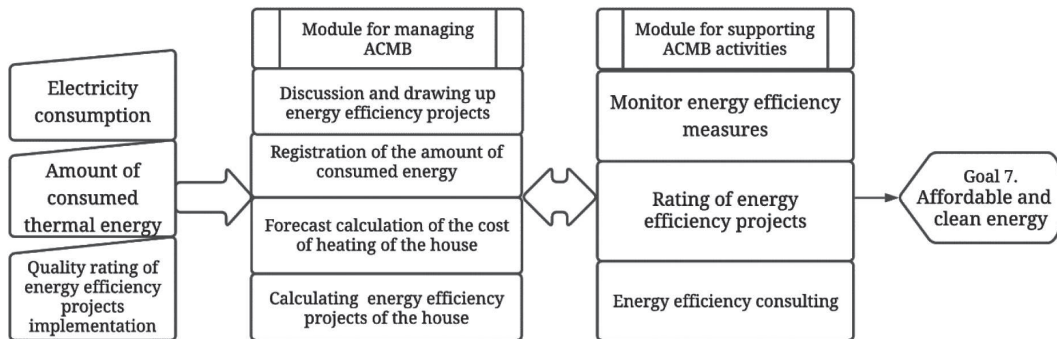 Electricity
consumption
Amount of
consumed
thermal energy
Quality rating of
energy efficiency
projects
implementation
Module for managing
ACMB
Discussion and drawing up
energy efficiency projects
Registration of the amount of
consumed energy
Forecast calculation of the cost
of heating of the house
Calculating energy efficiency
projects of the house
Module for supporting
ACMB activities
Monitor energy efficiency
measures
Rating of energy
efficiency projects
Energy efficiency consulting
Goal 7.
Affordable and
clean energy